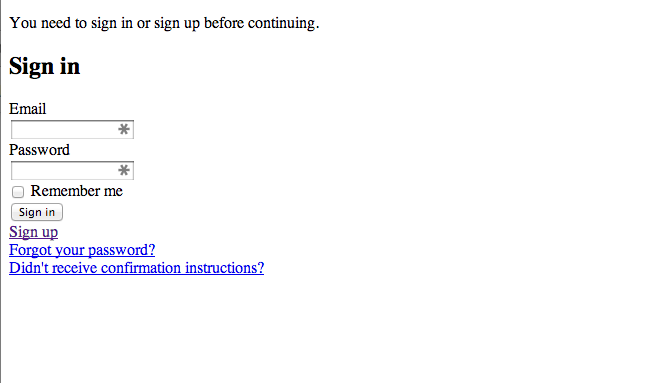 You need to sign in or sign up before continuing.
Sign in
Email
Password
Remember me
Sign in
Sign up
Forgot your password?
Didn't receive confirmation instructions?